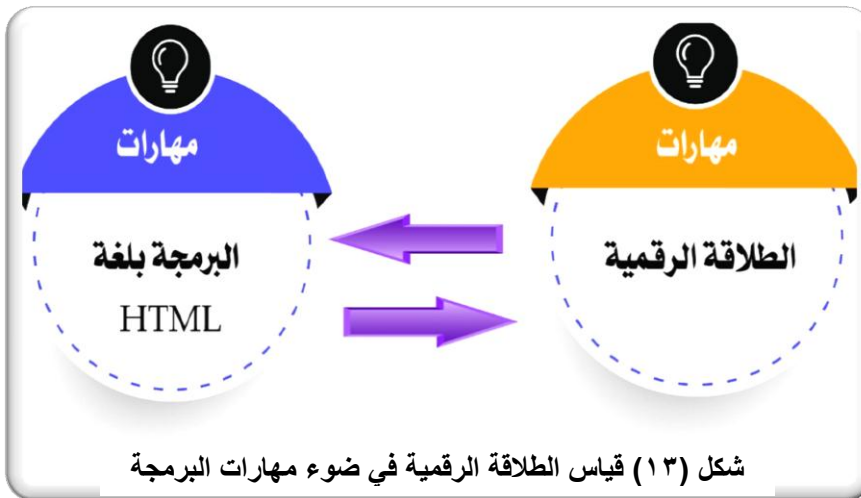 مهارات
الطلاقة الرقمية
مهارات
البرمجة بلغة
HTML
شكل (١٣) قياس الطلاقة الرقمية في ضوء مهارات البرمجة